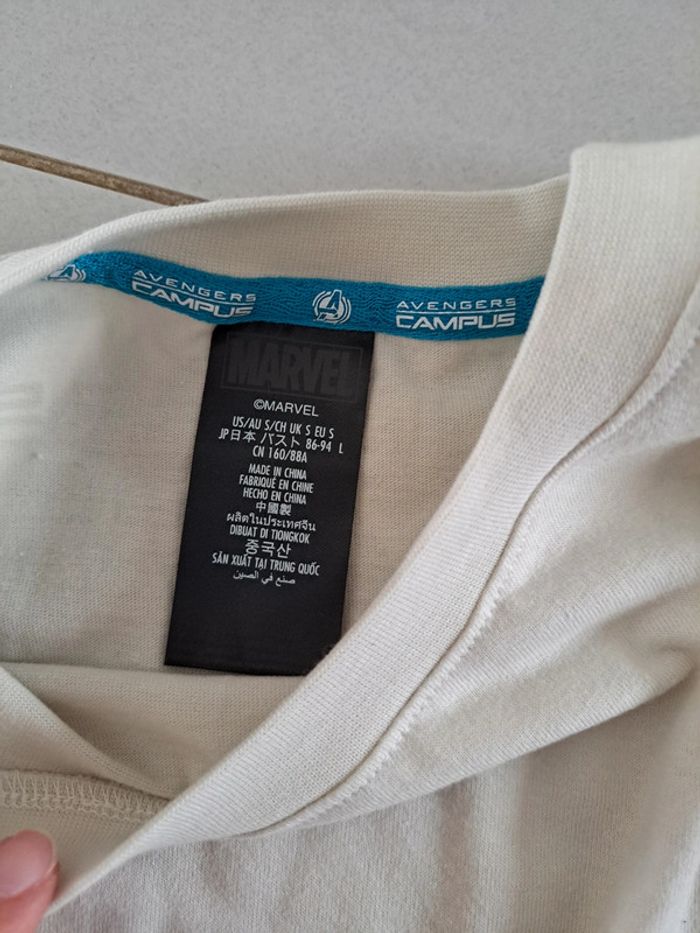 AVENGERS
CAMPUS
AVENGERS
CAMPUS
MARVEL
©MARVEL
US/AU S/CH UK S EU S
JP日本 バスト 86-94 L
CN 160/88A
MADE IN CHINA
FABRIQUÉ EN CHINE
HECHO EN CHINA
中國製
ผลิตในประเทศจีน
DIBUAT DI TIONGKOK
중국산
SẢN XUẤT TẠI TRUNG QUỐC
صنع في الصين